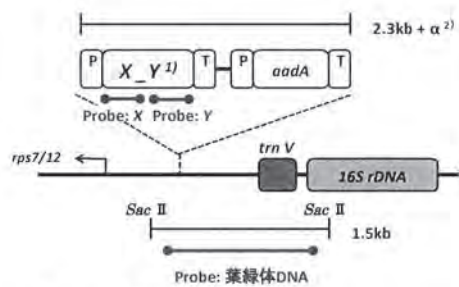 2.3kb + α 2)
P X_Y 1) T P aadA T
Probe: X Probe: Y
rps7/12 trn V 16S rDNA
Sac II Sac II
1.5kb
Probe: 葉緑体DNA